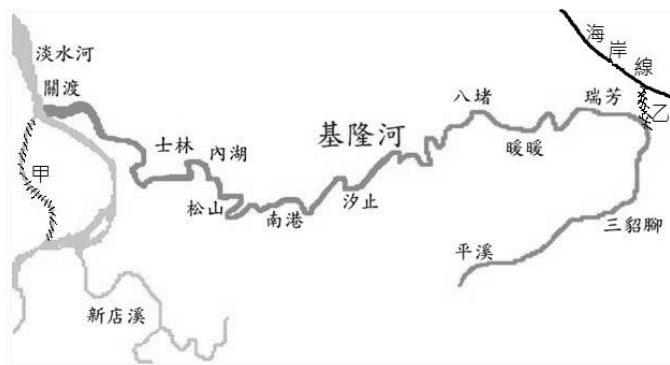 海岸線
淡水河
關渡
瑞芳
乙
八堵
基隆河
士林
內湖
暖暖
甲
汐止
松山
南港
三貂腳
平溪
新店溪